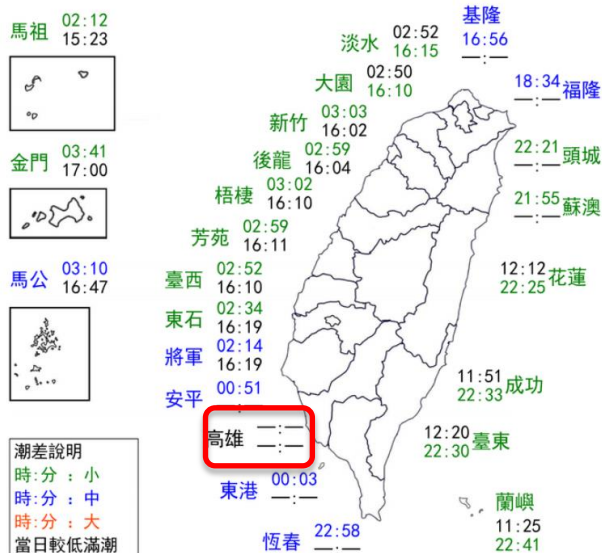 馬祖 02:12
15:23
金門 03:41
17:00
馬公 03:10
16:47
基隆
16:56
——:——
淡水 02:52
16:15
大園 02:50
16:10
新竹 03:03
16:02
後龍 02:59
16:04
梧棲 03:02
16:10
芳苑 02:59
16:11
臺西 02:52
16:10
東石 02:34
16:19
將軍 02:14
16:19
安平 00:51
——:——
高雄 ——:——
——:——
東港 00:03
——:——
恆春 22:58
——:——
18:34 福隆
——:——
22:21 頭城
——:——
21:55 蘇澳
——:——
12:12 花蓮
22:25
11:51 成功
22:33
12:20 臺東
22:30
蘭嶼
11:25
22:41
潮差說明
時:分 : 小
時:分 : 中
時:分 : 大
當日較低滿潮